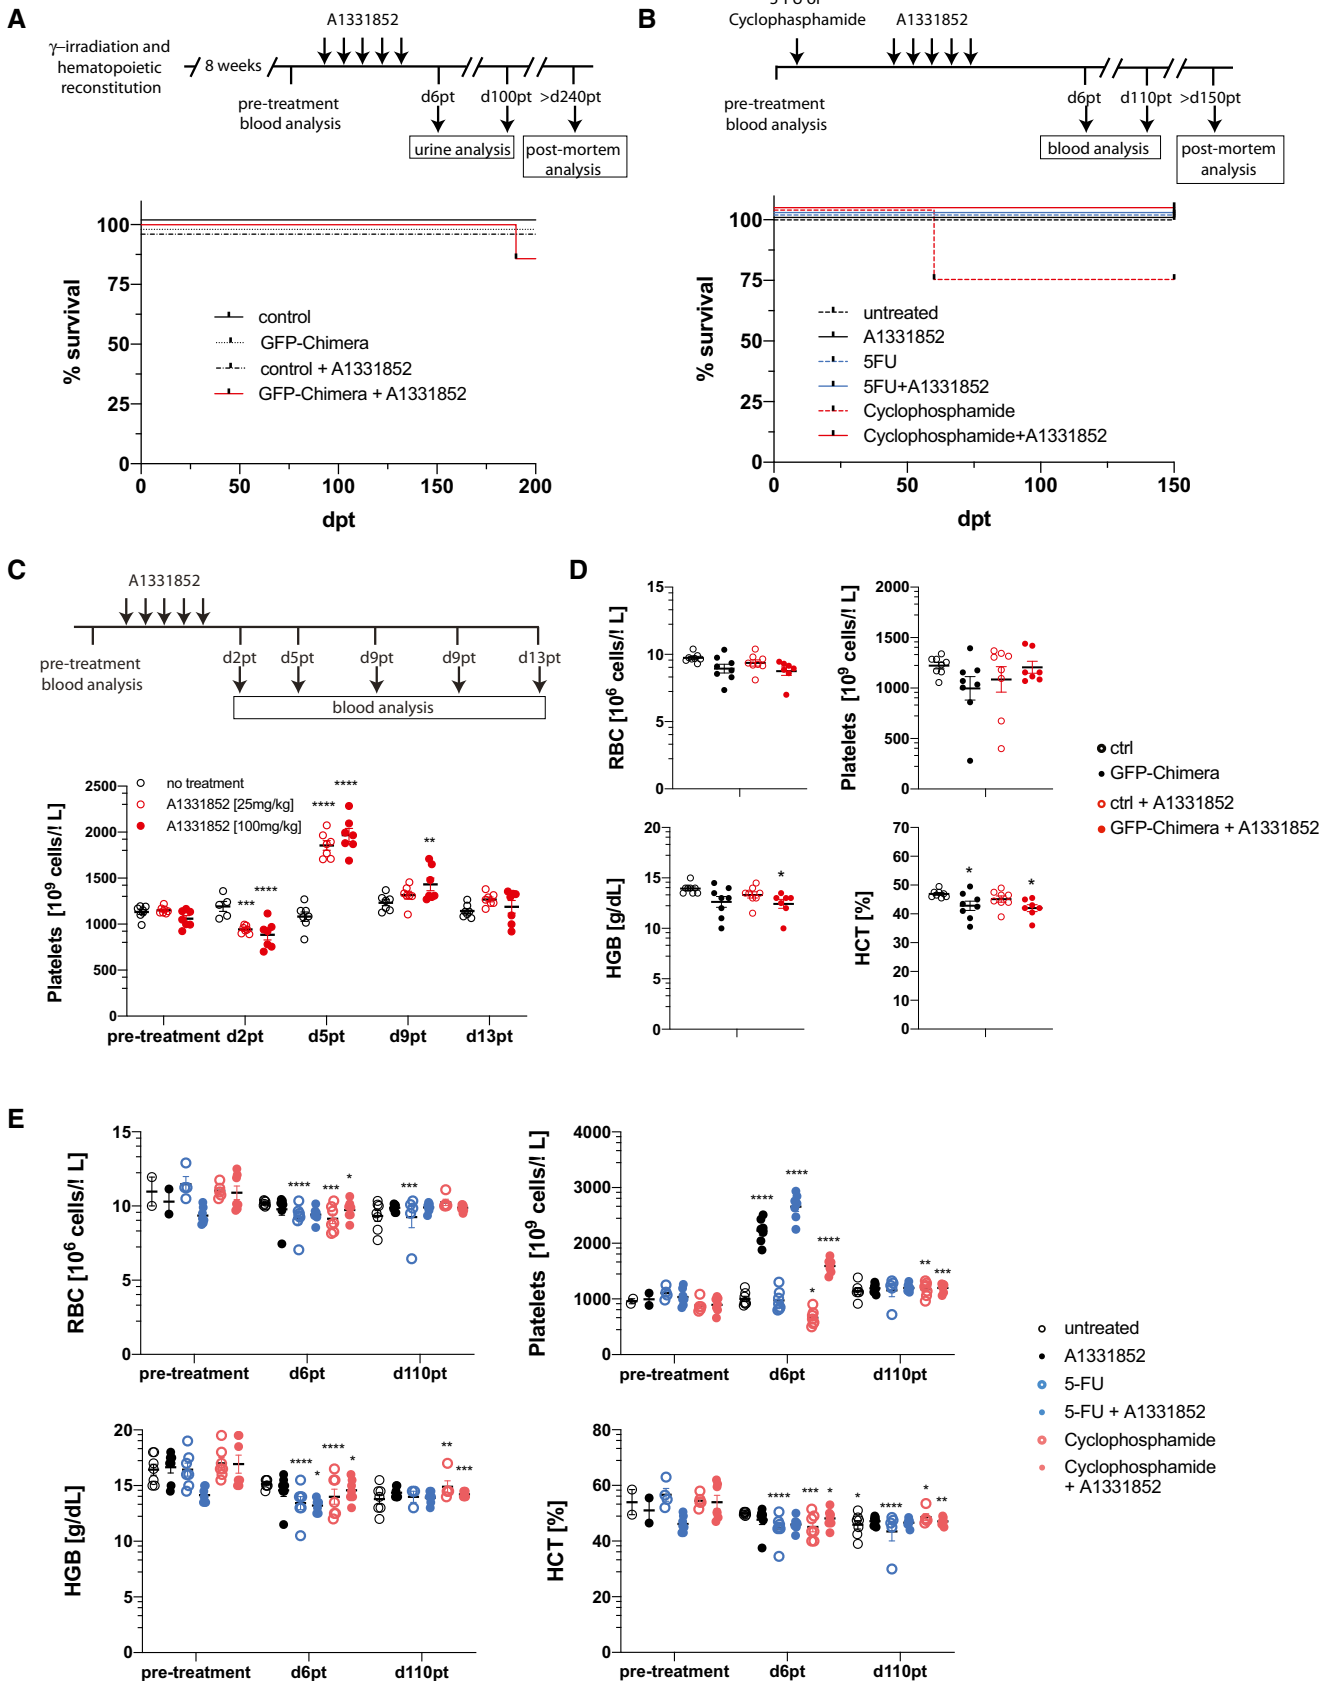 A
A1331852
γ–irradiation and
hematopoietic
reconstitution
8 weeks
pre-treatment
blood analysis
d6pt
d100pt
>d240pt
urine analysis
post-mortem
analysis
% survival
100
75
50
25
0
control
GFP-Chimera
control + A1331852
GFP-Chimera + A1331852
0
50
100
150
200
dpt
B
Cyclophasphamide
A1331852
pre-treatment
blood analysis
d6pt
d110pt
>d150pt
blood analysis
post-mortem
analysis
% survival
100
75
50
25
0
untreated
A1331852
5FU
5FU+A1331852
Cyclophosphamide
Cyclophosphamide+A1331852
0
50
100
150
dpt
C
A1331852
pre-treatment
blood analysis
d2pt
d5pt
d9pt
d9pt
d13pt
blood analysis
Platelets [10⁹ cells/! L]
2500
2000
1500
1000
500
0
no treatment
A1331852 [25mg/kg]
A1331852 [100mg/kg]
***
****
****
****
**
pre-treatment
d2pt
d5pt
d9pt
d13pt
D
RBC [10⁶ cells/! L]
15
10
5
0
Platelets [10⁹ cells/! L]
2000
1500
1000
500
0
ctrl
GFP-Chimera
ctrl + A1331852
GFP-Chimera + A1331852
HGB [g/dL]
20
15
10
5
0
*
HCT [%]
70
60
50
40
30
20
10
0
*
*
E
RBC [10⁶ cells/! L]
15
10
5
0
****
***
*
***
pre-treatment
d6pt
d110pt
Platelets [10⁹ cells/! L]
4000
3000
2000
1000
0
****
****
*
****
**
***
pre-treatment
d6pt
d110pt
untreated
A1331852
5-FU
5-FU + A1331852
Cyclophosphamide
Cyclophosphamide
+ A1331852
HGB [g/dL]
20
15
10
5
0
****
*
****
*
**
***
pre-treatment
d6pt
d110pt
HCT [%]
80
60
40
20
0
****
***
*
*
****
*
**
pre-treatment
d6pt
d110pt